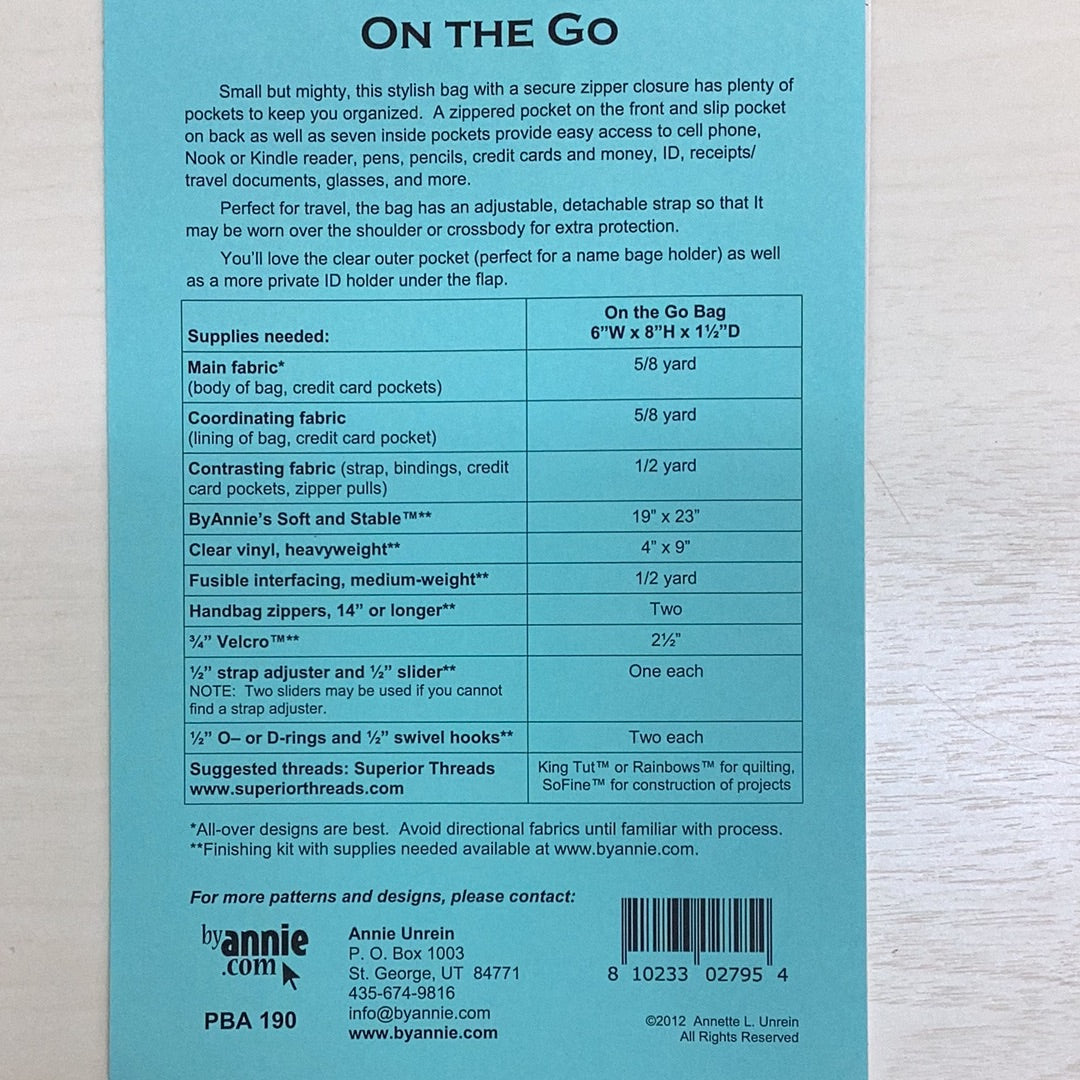 ON THE GO
Small but mighty, this stylish bag with a secure zipper closure has plenty of
pockets to keep you organized. A zippered pocket on the front and slip pocket
on back as well as seven inside pockets provide easy access to cell phone,
Nook or Kindle reader, pens, pencils, credit cards and money, ID, receipts/
travel documents, glasses, and more.
Perfect for travel, the bag has an adjustable, detachable strap so that It
may be worn over the shoulder or crossbody for extra protection.
You'll love the clear outer pocket (perfect for a name bage holder) as well
as a more private ID holder under the flap.
Supplies needed:
On the Go Bag
6”W x 8”H x 1½”D
Main fabric*
(body of bag, credit card pockets)
5/8 yard
Coordinating fabric
(lining of bag, credit card pocket)
5/8 yard
Contrasting fabric (strap, bindings, credit
card pockets, zipper pulls)
1/2 yard
ByAnnie's Soft and Stable™**
19” x 23”
Clear vinyl, heavyweight**
4” x 9”
Fusible interfacing, medium-weight**
1/2 yard
Handbag zippers, 14” or longer**
Two
¾” Velcro™**
2½”
½” strap adjuster and ½” slider**
NOTE: Two sliders may be used if you cannot
find a strap adjuster.
One each
½” O– or D-rings and ½” swivel hooks**
Two each
Suggested threads: Superior Threads
www.superiorthreads.com
King Tut™ or Rainbows™ for quilting,
SoFine™ for construction of projects
*All-over designs are best. Avoid directional fabrics until familiar with process.
**Finishing kit with supplies needed available at www.byannie.com.
For more patterns and designs, please contact:
by annie
.com
PBA 190
Annie Unrein
P. O. Box 1003
St. George, UT 84771
435-674-9816
info@byannie.com
www.byannie.com
8 10233 02795 4
©2012 Annette L. Unrein
All Rights Reserved